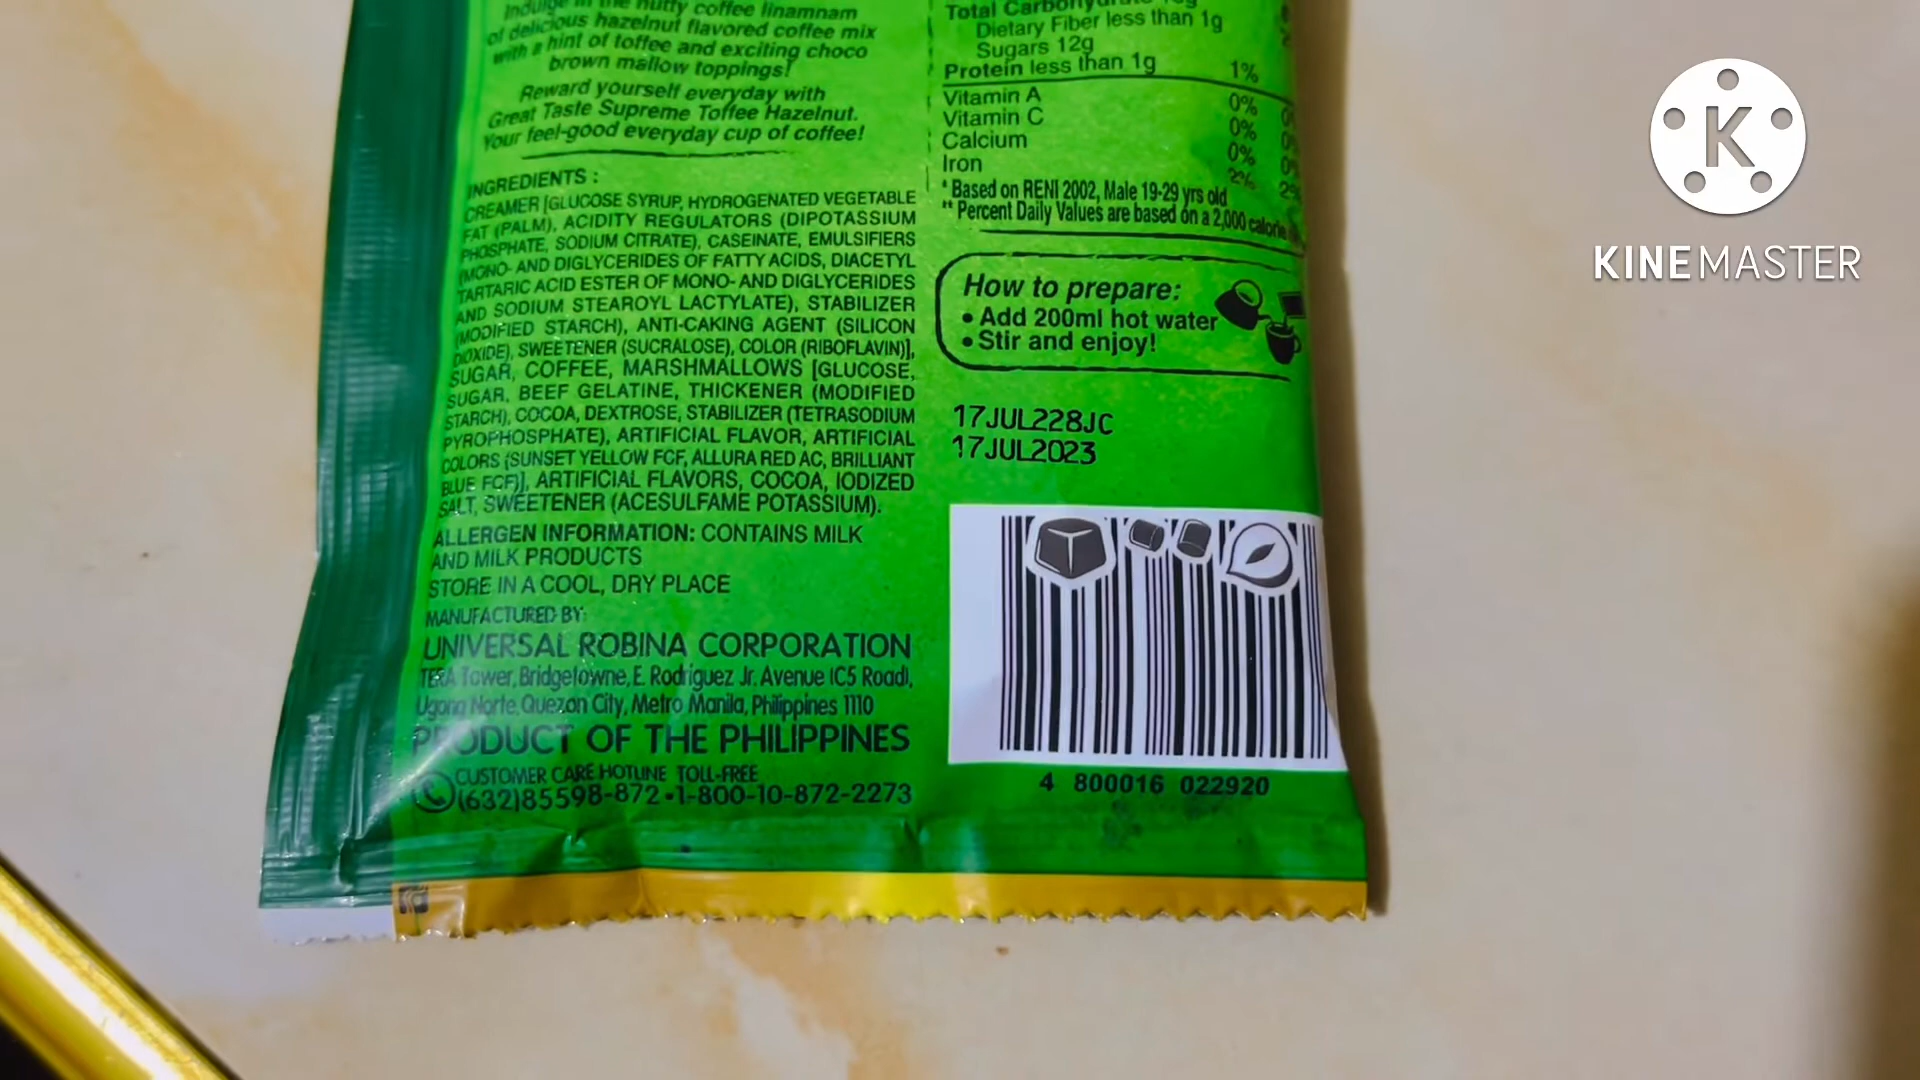 Indulge in the nutty coffee linamnam
of delicious hazelnut flavored coffee mix
with a hint of toffee and exciting choco
brown mallow toppings!
Reward yourself everyday with
Great Taste Supreme Toffee Hazelnut.
Your feel-good everyday cup of coffee!
INGREDIENTS :
CREAMER [GLUCOSE SYRUP, HYDROGENATED VEGETABLE
FAT (PALM), ACIDITY REGULATORS (DIPOTASSIUM
PHOSPHATE, SODIUM CITRATE), CASEINATE, EMULSIFIERS
(MONO- AND DIGLYCERIDES OF FATTY ACIDS, DIACETYL
TARTARIC ACID ESTER OF MONO- AND DIGLYCERIDES
AND SODIUM STEAROYL LACTYLATE), STABILIZER
(MODIFIED STARCH), ANTI-CAKING AGENT (SILICON
DIOXIDE), SWEETENER (SUCRALOSE), COLOR (RIBOFLAVIN)],
SUGAR, COFFEE, MARSHMALLOWS [GLUCOSE,
SUGAR, BEEF GELATINE, THICKENER (MODIFIED
STARCH), COCOA, DEXTROSE, STABILIZER (TETRASODIUM
PYROPHOSPHATE), ARTIFICIAL FLAVOR, ARTIFICIAL
COLORS (SUNSET YELLOW FCF, ALLURA RED AC, BRILLIANT
BLUE FCF)], ARTIFICIAL FLAVORS, COCOA, IODIZED
SALT, SWEETENER (ACESULFAME POTASSIUM).
ALLERGEN INFORMATION: CONTAINS MILK
AND MILK PRODUCTS
STORE IN A COOL, DRY PLACE
MANUFACTURED BY:
UNIVERSAL ROBINA CORPORATION
TERA Tower, Bridgetowne, E. Rodriguez Jr. Avenue (C5 Road),
Ugong Norte, Quezon City, Metro Manila, Philippines 1110
PRODUCT OF THE PHILIPPINES
CUSTOMER CARE HOTLINE TOLL-FREE
(632)85598-872 • 1-800-10-872-2273
Total Carbohydrate
Dietary Fiber less than 1g
Sugars 12g
Protein less than 1g 1%
Vitamin A 0%
Vitamin C 0%
Calcium 0%
Iron 2%
* Based on RENI 2002, Male 19-29 yrs old
** Percent Daily Values are based on a 2,000 calorie
How to prepare:
• Add 200ml hot water
• Stir and enjoy!
17JUL228JC
17JUL2023
4 800016 022920
K
KINEMASTER